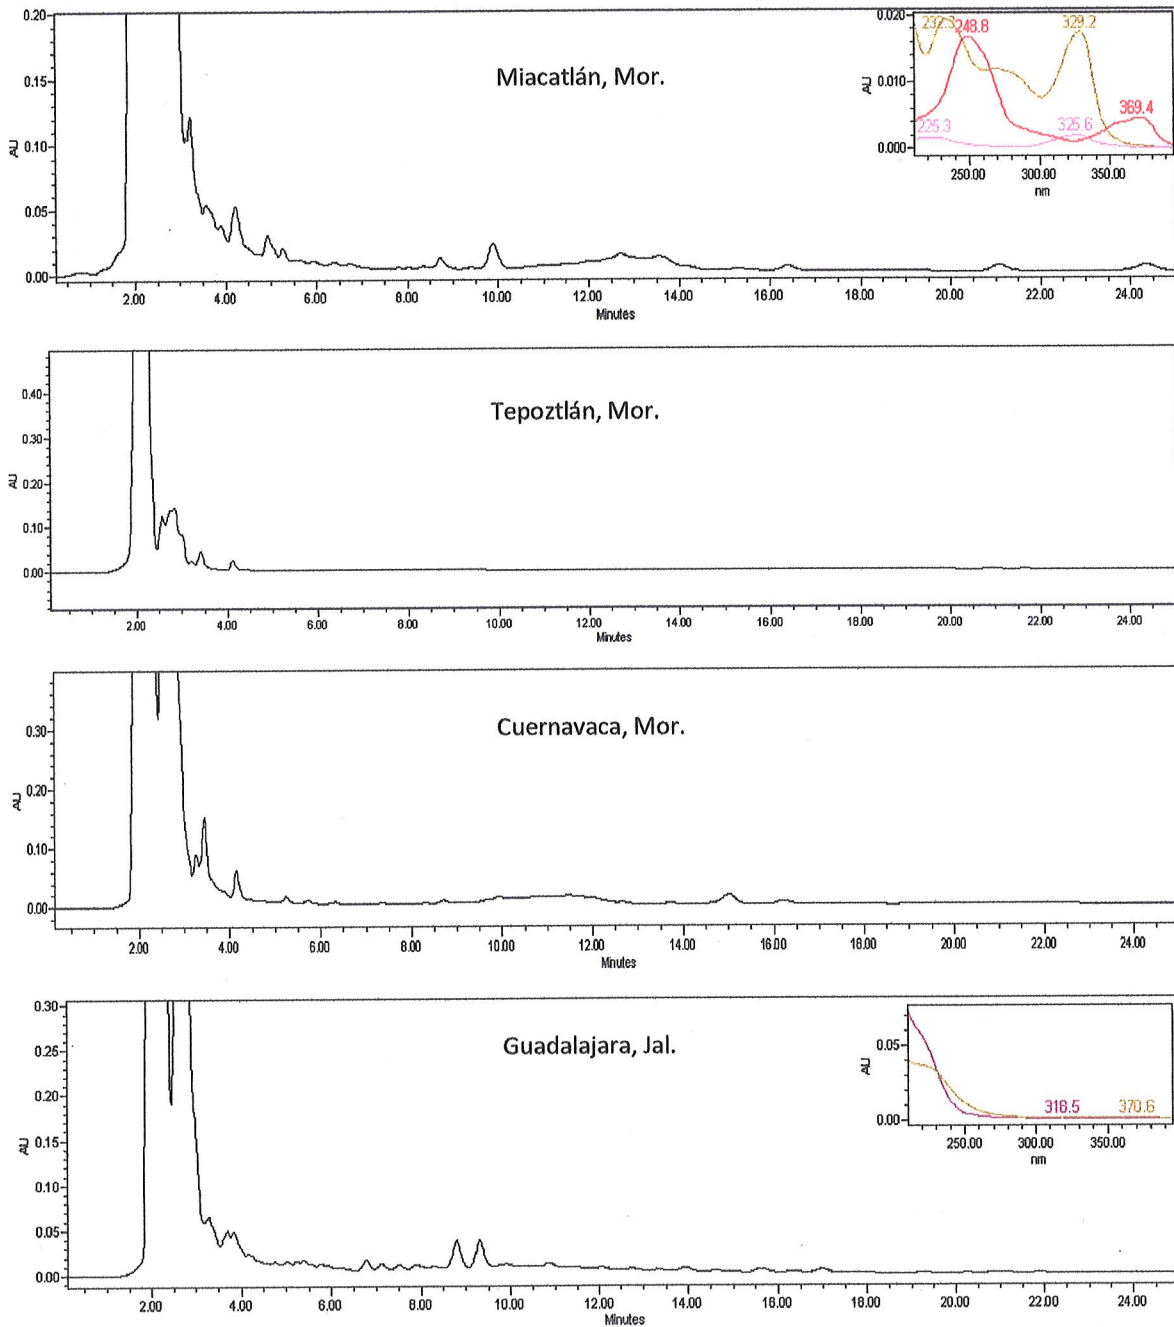 Miacatlán, Mor.
0.20
0.15
0.10
0.05
0.00
AU
2.00 4.00 6.00 8.00 10.00 12.00 14.00 16.00 18.00 20.00 22.00 24.00
Minutes
232.3 248.8 329.2
369.4
225.3 325.6
0.020
0.010
0.000
AU
250.00 300.00 350.00
nm
Tepoztlán, Mor.
0.40
0.30
0.20
0.10
0.00
AU
2.00 4.00 6.00 8.00 10.00 12.00 14.00 16.00 18.00 20.00 22.00 24.00
Minutes
Cuernavaca, Mor.
0.30
0.20
0.10
0.00
AU
2.00 4.00 6.00 8.00 10.00 12.00 14.00 16.00 18.00 20.00 22.00 24.00
Minutes
Guadalajara, Jal.
0.30
0.25
0.20
0.15
0.10
0.05
0.00
AU
2.00 4.00 6.00 8.00 10.00 12.00 14.00 16.00 18.00 20.00 22.00 24.00
Minutes
0.05
0.00
AU
318.5 370.6
250.00 300.00 350.00
nm